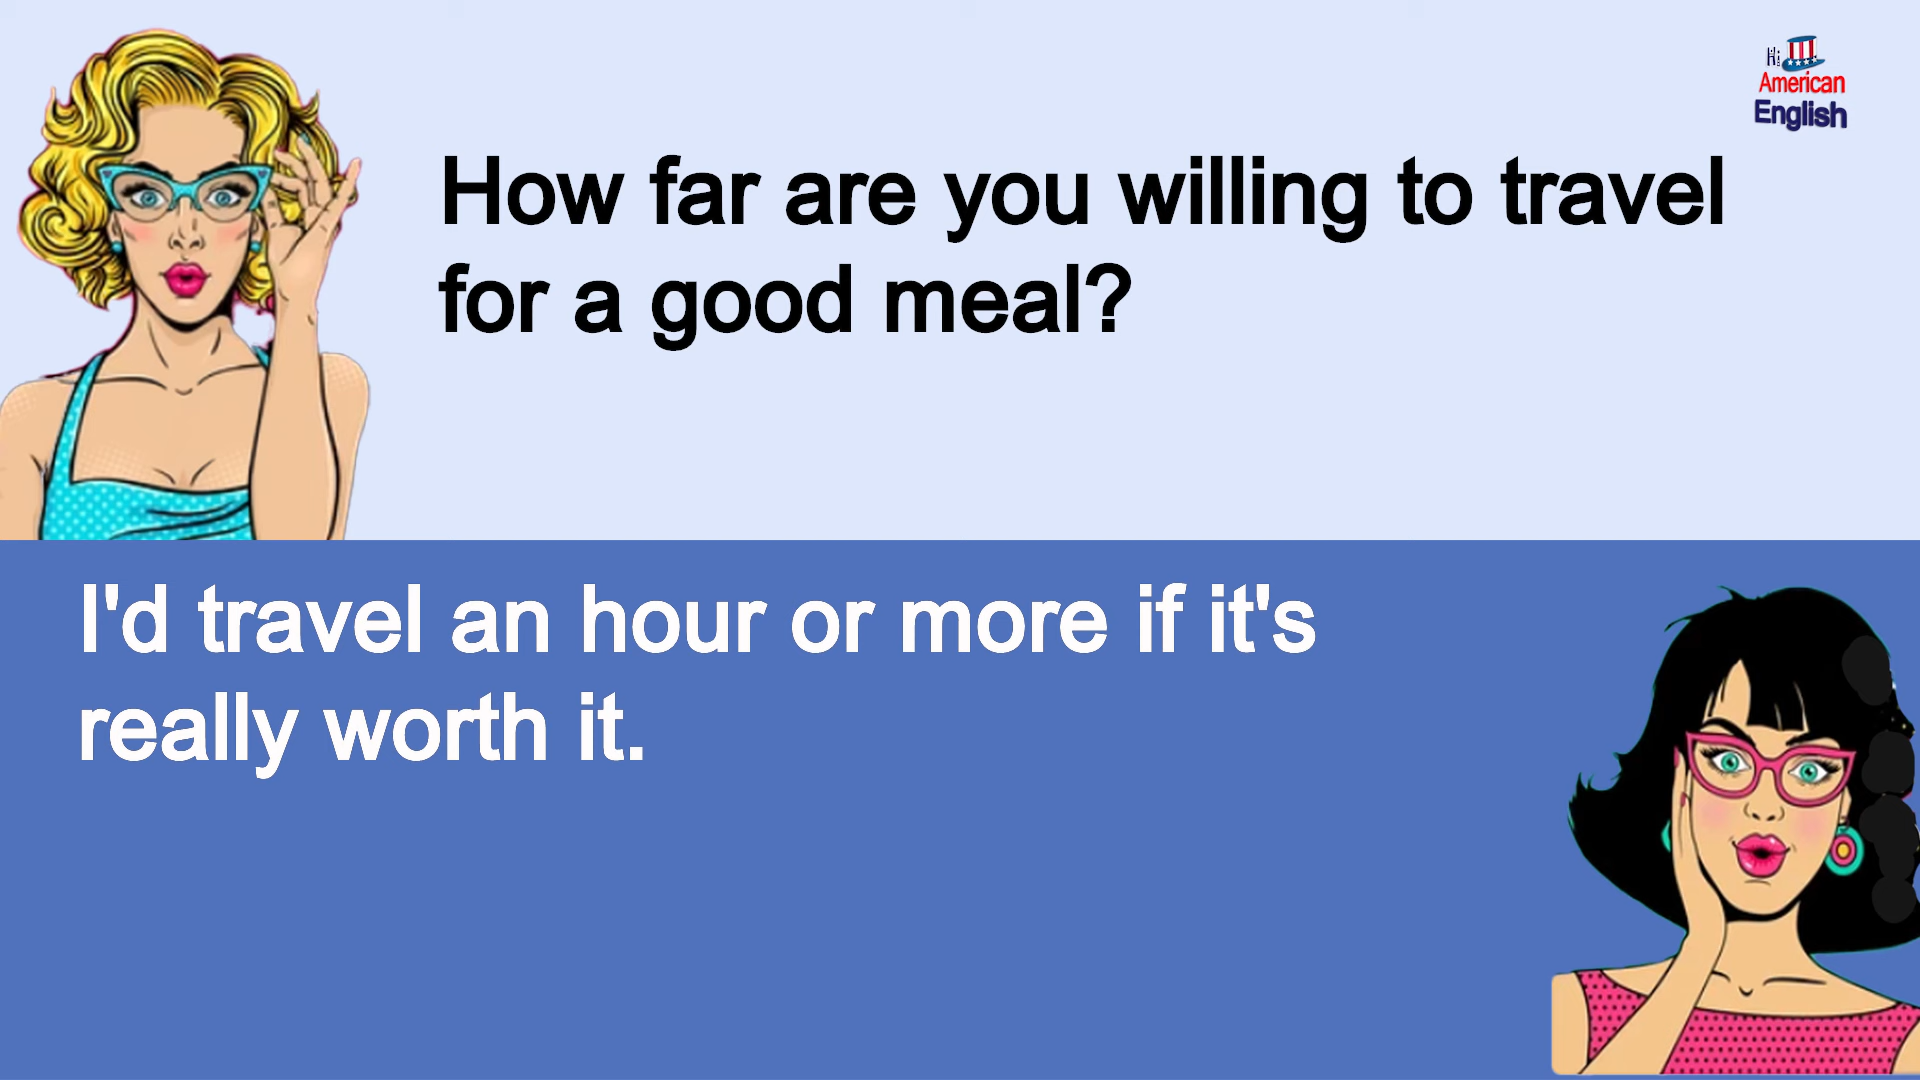 Hi
American
English
How far are you willing to travel
for a good meal?
I'd travel an hour or more if it's
really worth it.